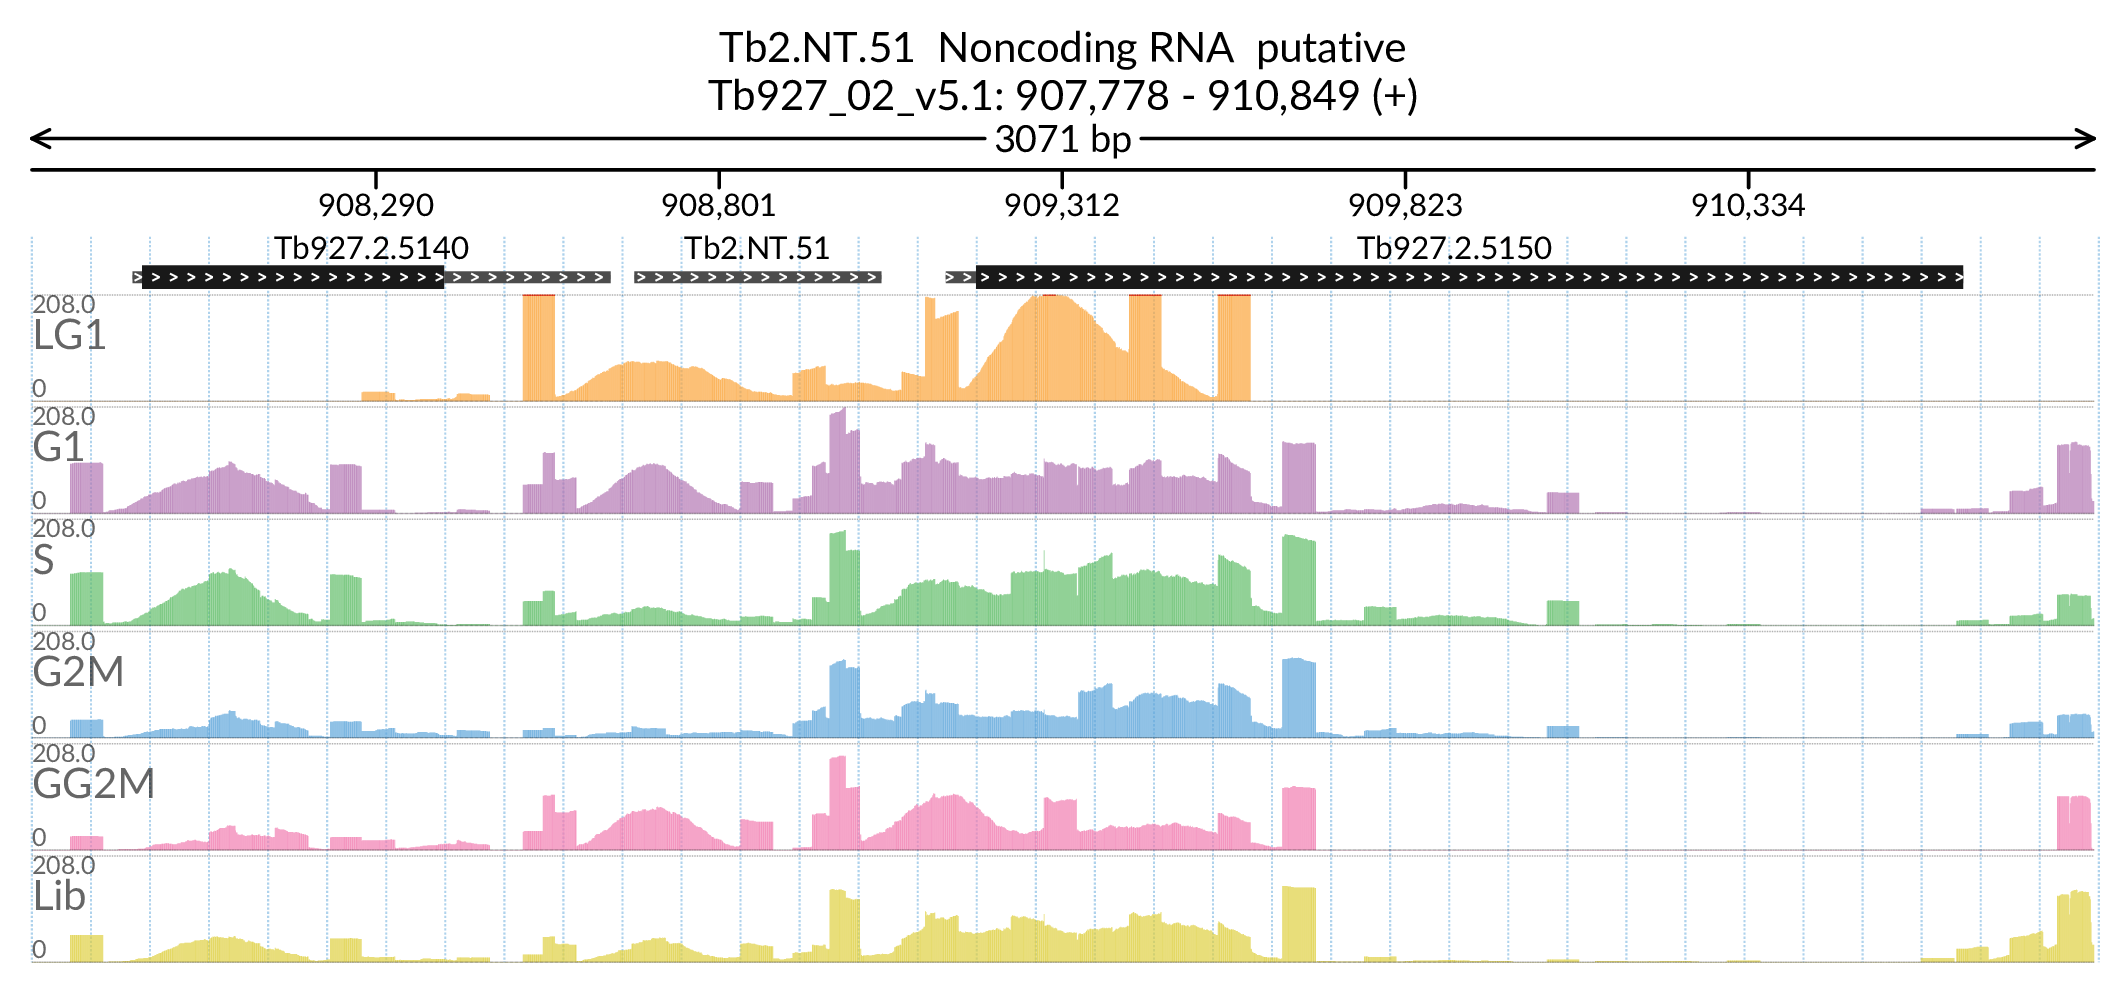 Tb2.NT.51 Noncoding RNA putative
Tb927_02_v5.1: 907,778 - 910,849 (+)
3071 bp
908,290 908,801 909,312 909,823 910,334
Tb927.2.5140 Tb2.NT.51 Tb927.2.5150
208.0
LG1
0
208.0
G1
0
208.0
S
0
208.0
G2M
0
208.0
GG2M
0
208.0
Lib
0